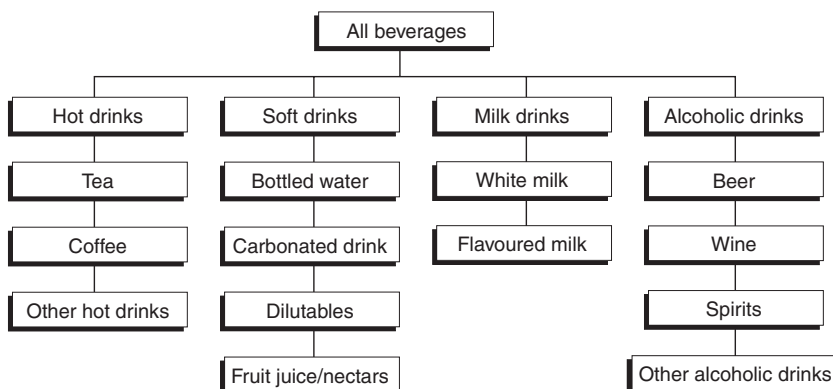 All beverages
Hot drinks
Soft drinks
Milk drinks
Alcoholic drinks
Tea
Bottled water
White milk
Beer
Coffee
Carbonated drink
Flavoured milk
Wine
Other hot drinks
Dilutables
Spirits
Fruit juice/nectars
Other alcoholic drinks